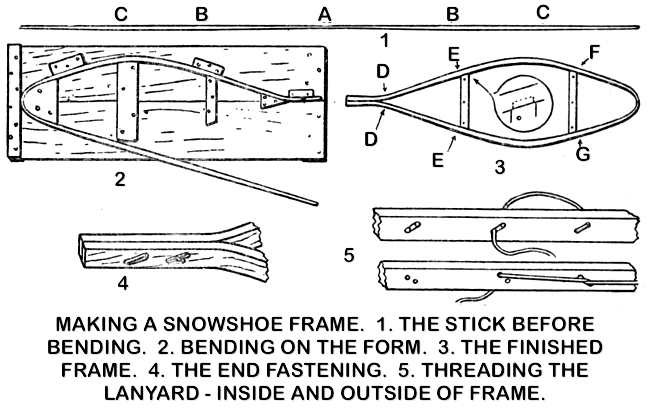 C B A B C
1
D E F
2
D E 3 G
4
5
MAKING A SNOWSHOE FRAME. 1. THE STICK BEFORE
BENDING. 2. BENDING ON THE FORM. 3. THE FINISHED
FRAME. 4. THE END FASTENING. 5. THREADING THE
LANYARD - INSIDE AND OUTSIDE OF FRAME.